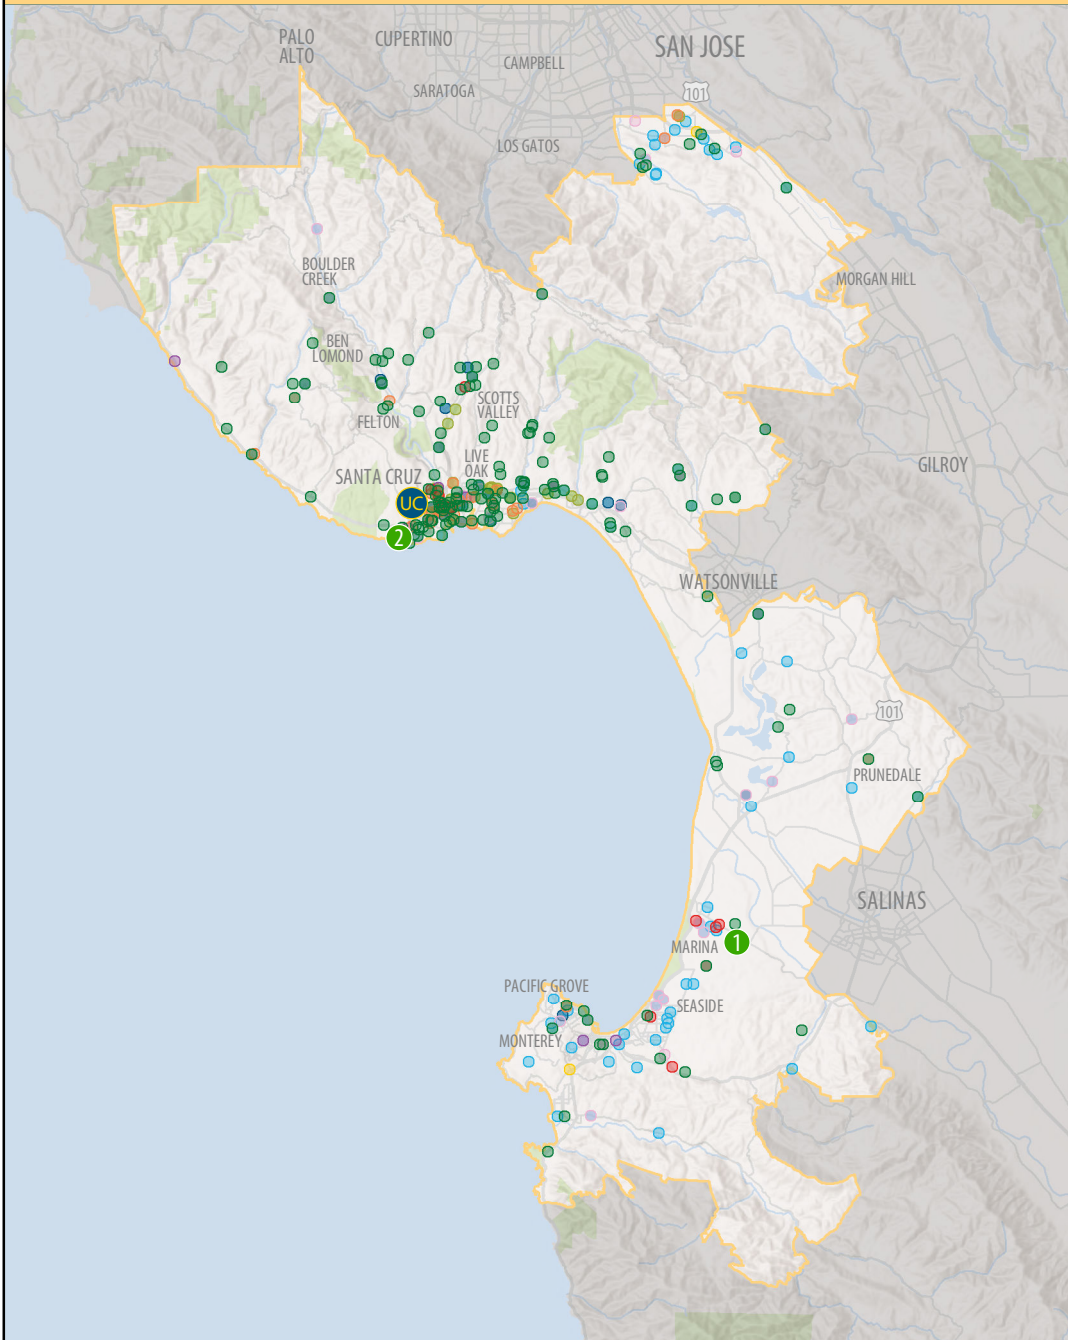 PALO
ALTO
CUPERTINO
SAN JOSE
CAMPBELL
SARATOGA
101
LOS GATOS
BOULDER
CREEK
MORGAN HILL
BEN
LOMOND
SCOTTS
VALLEY
FELTON
LIVE
OAK
GILROY
SANTA CRUZ
UC
2
WATSONVILLE
101
PRUNEDALE
SALINAS
MARINA
1
PACIFIC GROVE
SEASIDE
MONTEREY